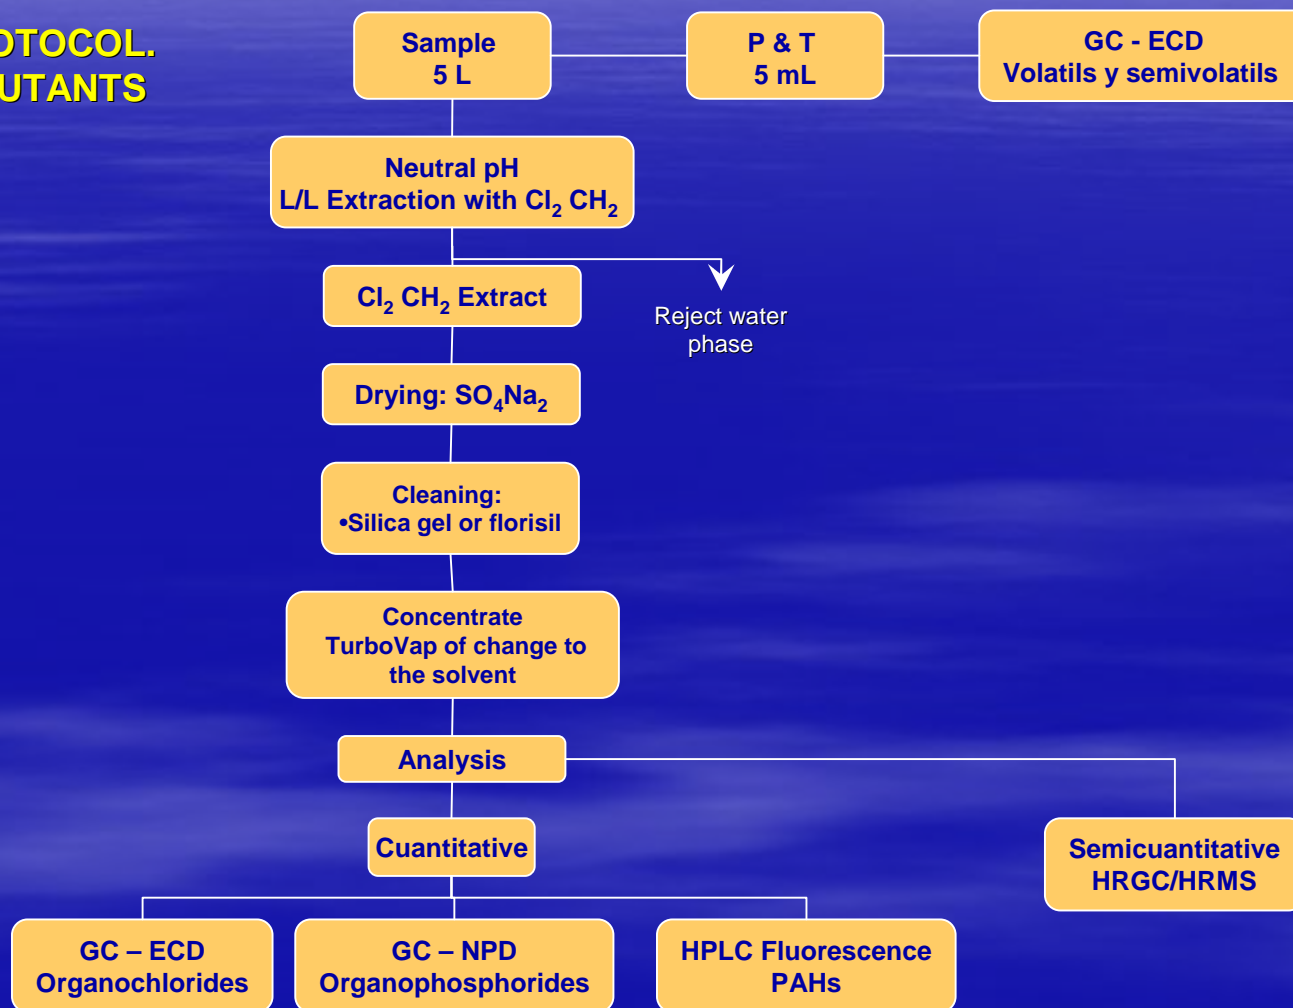 OTOCOL.
UTANTS
Sample
5 L
P & T
5 mL
GC - ECD
Volatils y semivolatils
Neutral pH
L/L Extraction with Cl₂ CH₂
Cl₂ CH₂ Extract
Reject water
phase
Drying: SO₄Na₂
Cleaning:
•Silica gel or florisil
Concentrate
TurboVap of change to
the solvent
Analysis
Cuantitative
Semicuantitative
HRGC/HRMS
GC – ECD
Organochlorides
GC – NPD
Organophosphorides
HPLC Fluorescence
PAHs